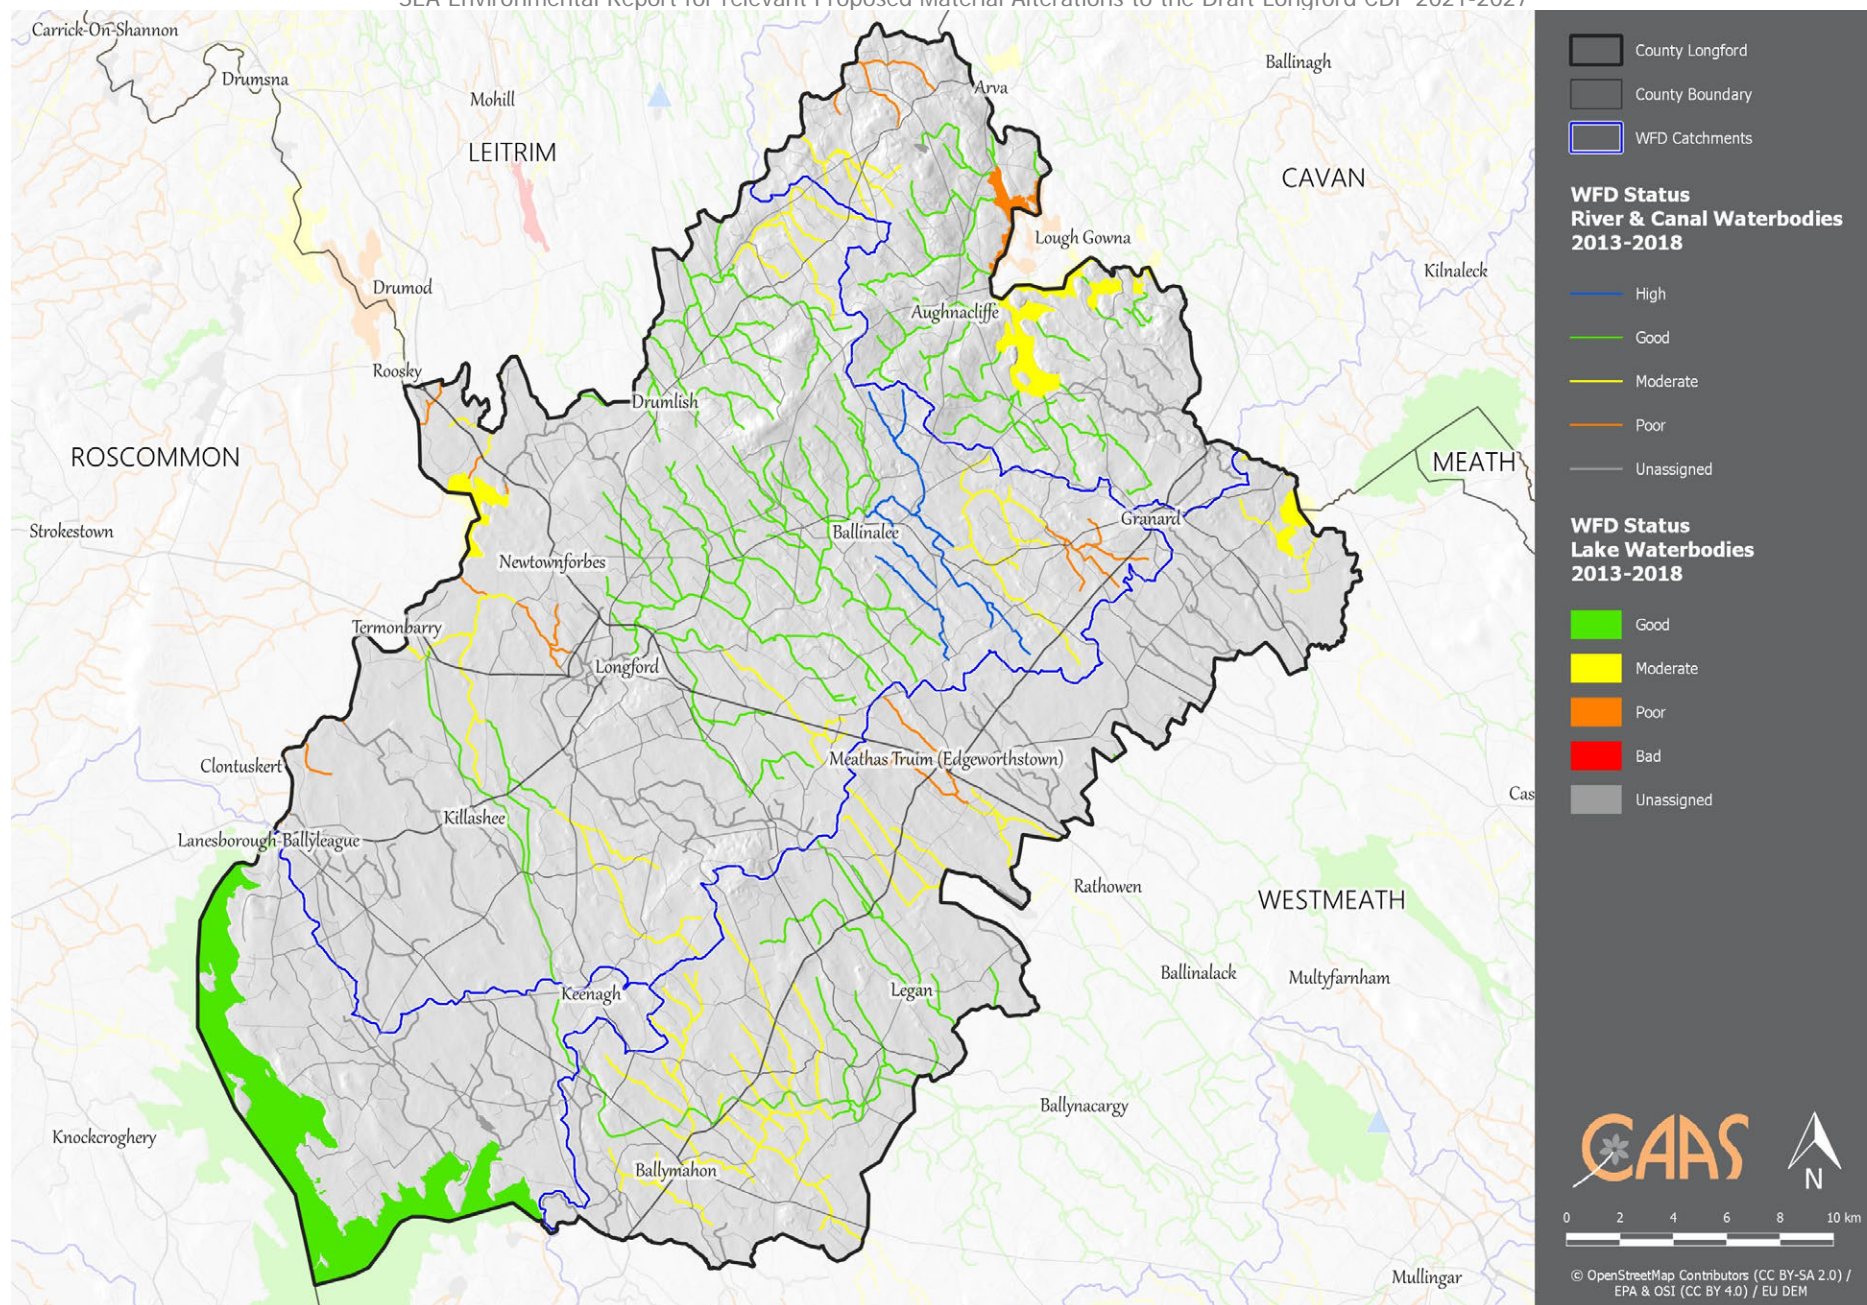 SEA Environmental Report for relevant Proposed Material Alterations to the Draft Longford CDP 2021-2027
Carrick-On-Shannon
Drumsna
Mohill
LEITRIM
Arva
Ballinagh
CAVAN
Lough Gowna
Kilnaleck
Drumod
Aughnacliffe
Roosky
Drumlish
ROSCOMMON
MEATH
Strokestown
Ballinalee
Granard
Newtownforbes
Termonbarry
Longford
Clontuskert
Meathas Truim (Edgeworthstown)
Cas
Killashee
Lanesborough-Ballyleague
Rathowen
WESTMEATH
Ballinalack
Multyfarnham
Keenagh
Legan
Ballynacargy
Knockcroghery
Ballymahon
Mullingar
County Longford
County Boundary
WFD Catchments
WFD Status
River & Canal Waterbodies
2013-2018
High
Good
Moderate
Poor
Unassigned
WFD Status
Lake Waterbodies
2013-2018
Good
Moderate
Poor
Bad
Unassigned
CAAS
N
0 2 4 6 8 10 km
© OpenStreetMap Contributors (CC BY-SA 2.0) /
EPA & OSI (CC BY 4.0) / EU DEM